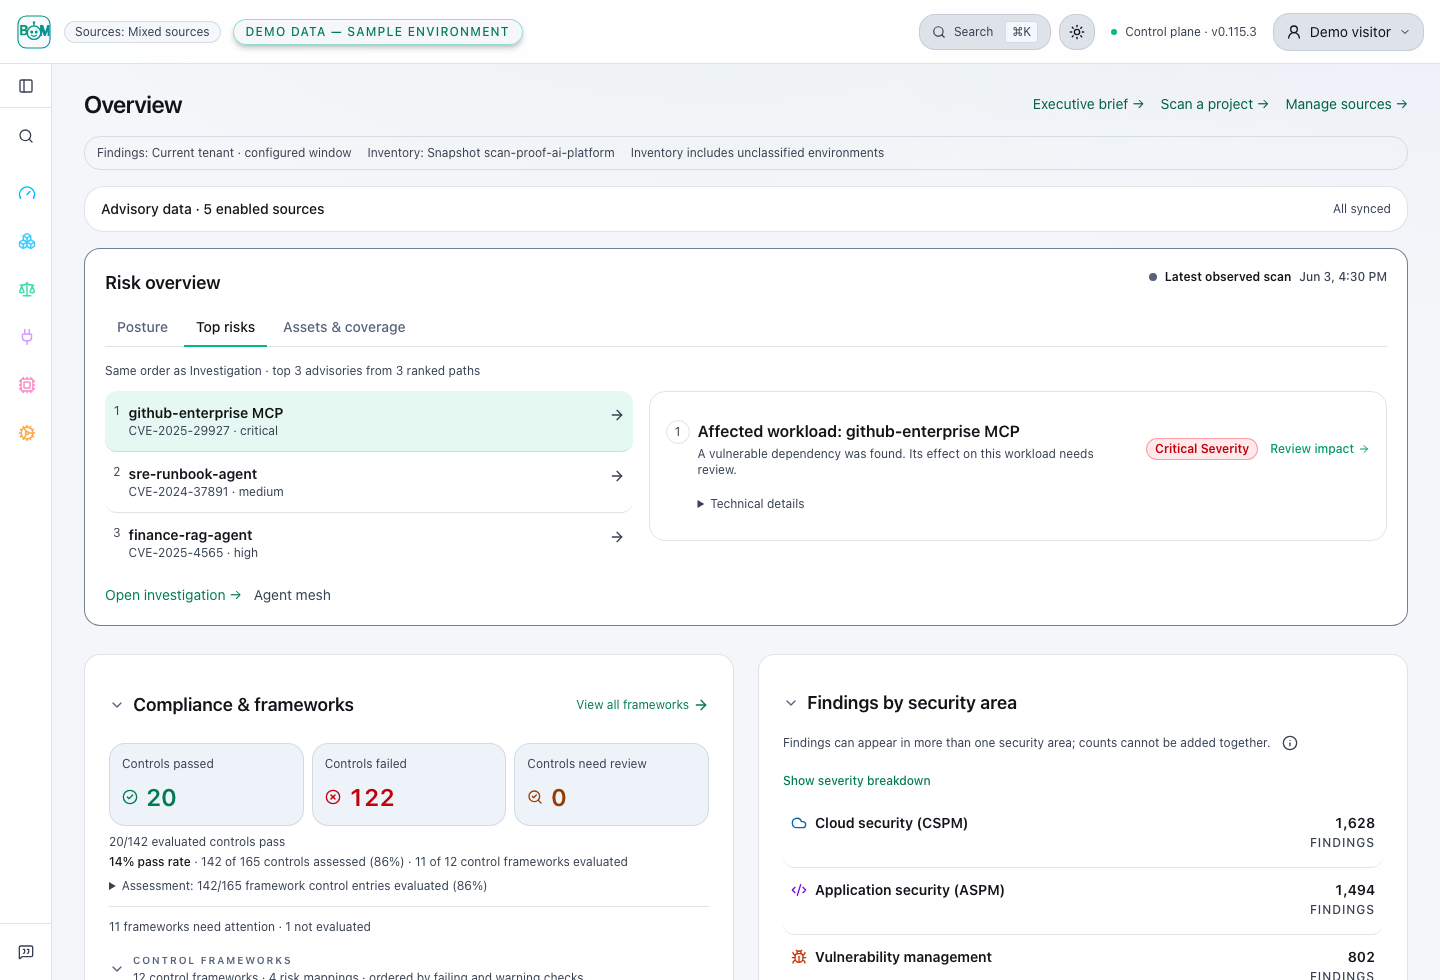 BOM
Sources: Mixed sources
DEMO DATA — SAMPLE ENVIRONMENT
Search ⌘K
Control plane · v0.115.3
Demo visitor
Overview
Executive brief →
Scan a project →
Manage sources →
Findings: Current tenant · configured window
Inventory: Snapshot scan-proof-ai-platform
Inventory includes unclassified environments
Advisory data · 5 enabled sources
All synced
Risk overview
Latest observed scan Jun 3, 4:30 PM
Posture
Top risks
Assets & coverage
Same order as Investigation · top 3 advisories from 3 ranked paths
1 github-enterprise MCP
CVE-2025-29927 · critical
2 sre-runbook-agent
CVE-2024-37891 · medium
3 finance-rag-agent
CVE-2025-4565 · high
1 Affected workload: github-enterprise MCP
A vulnerable dependency was found. Its effect on this workload needs
review.
Critical Severity
Review impact →
Technical details
Open investigation →
Agent mesh
Compliance & frameworks
View all frameworks →
Controls passed
20
Controls failed
122
Controls need review
0
20/142 evaluated controls pass
14% pass rate · 142 of 165 controls assessed (86%) · 11 of 12 control frameworks evaluated
Assessment: 142/165 framework control entries evaluated (86%)
11 frameworks need attention · 1 not evaluated
CONTROL FRAMEWORKS
12 control frameworks · 4 risk mappings · ordered by failing and warning checks
Findings by security area
Findings can appear in more than one security area; counts cannot be added together.
Show severity breakdown
Cloud security (CSPM)
1,628
FINDINGS
Application security (ASPM)
1,494
FINDINGS
Vulnerability management
802
FINDINGS